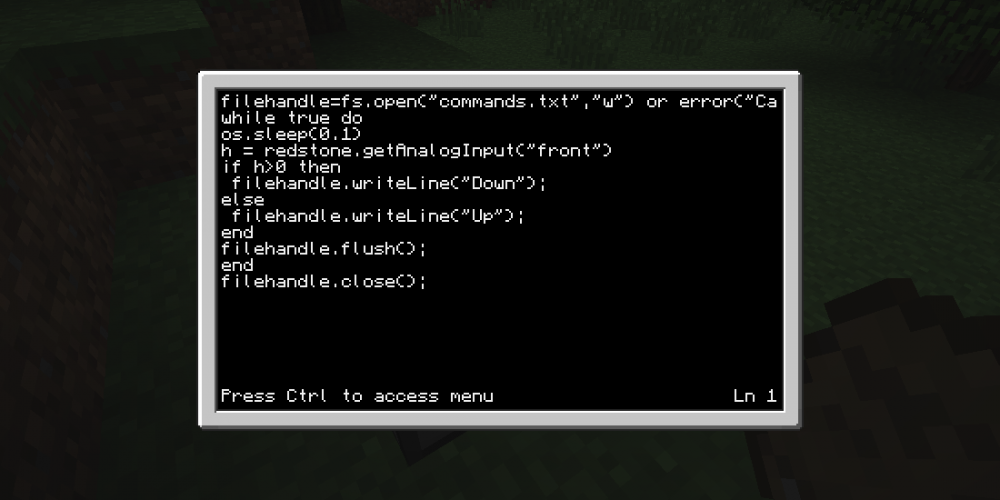 filehandle=fs.open("commands.txt","w") or error("Ca
while true do
os.sleep(0.1)
h = redstone.getAnalogInput("front")
if h>0 then
 filehandle.writeLine("Down");
else
 filehandle.writeLine("Up");
end
filehandle.flush();
end
filehandle.close();
Press Ctrl to access menu Ln 1